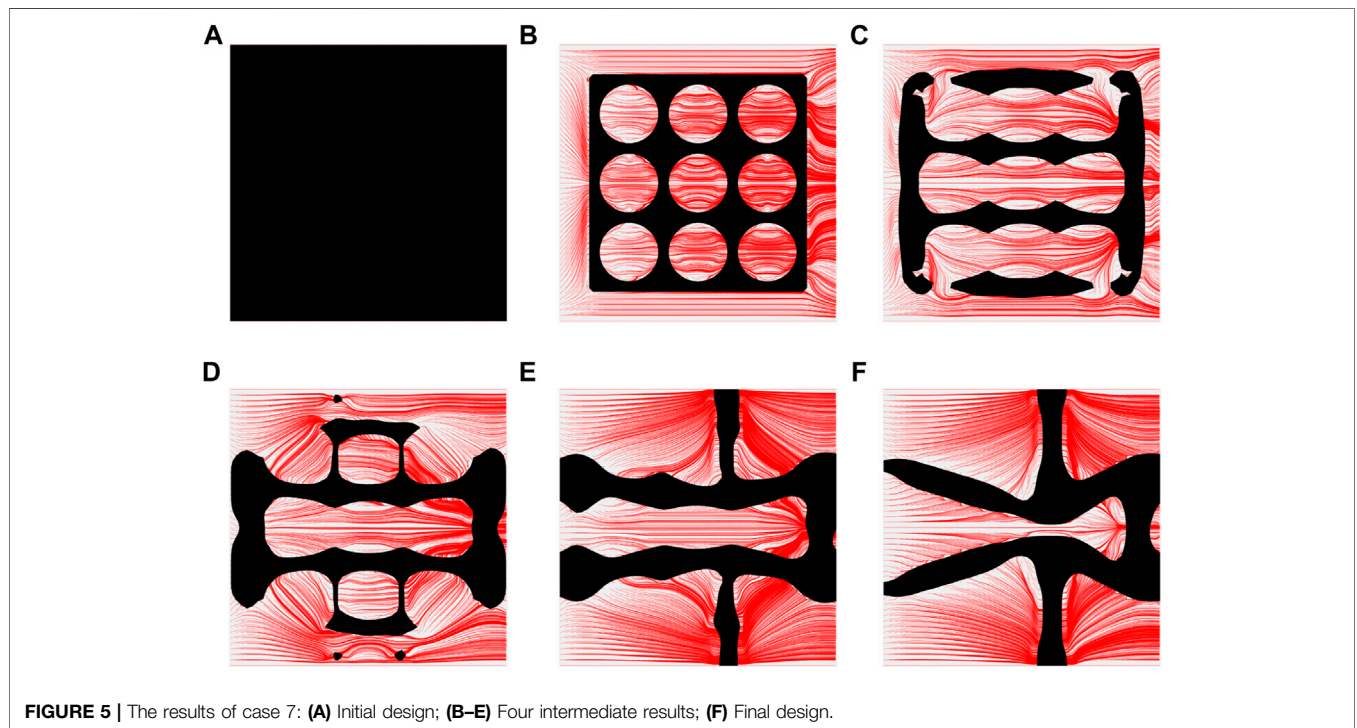 A
B
C
D
E
F
FIGURE 5 | The results of case 7: (A) Initial design; (B–E) Four intermediate results; (F) Final design.